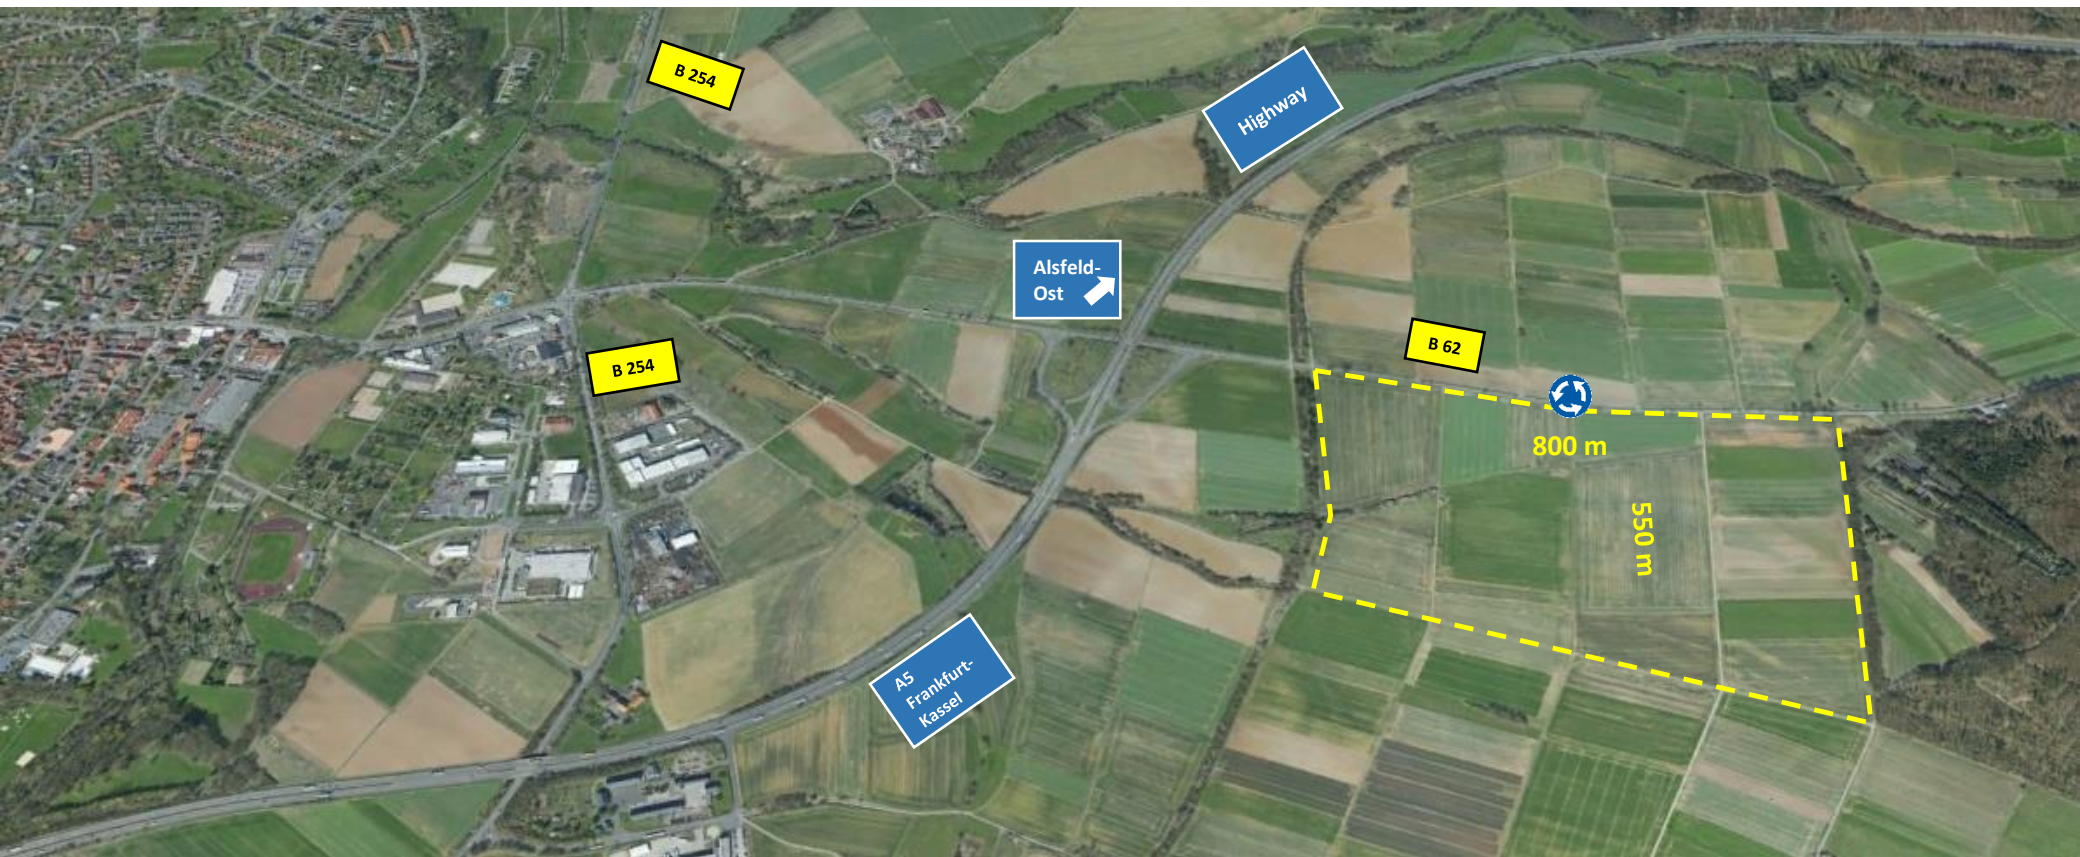 B 254
Highway
Alsfeld-
Ost
B 62
B 254
800 m
550 m
A5
Frankfurt-
Kassel